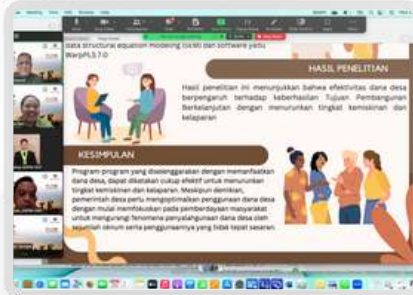 data structural equation modeling (SEM) dan software yaitu
WarpPLS 7.0
HASIL PENELITIAN
Hasil penelitian ini menunjukkan bahwa efektivitas dana desa
berpengaruh terhadap keberhasilan Tujuan Pembangunan
Berkelanjutan dengan menurunkan tingkat kemiskinan dan
kelaparan
KESIMPULAN
Program-program yang diselenggarakan dengan memanfaatkan
dana desa, dapat dikatakan cukup efektif untuk menurunkan
tingkat kemiskinan dan kelaparan. Meskipun demikian,
pemerintah desa perlu mengoptimalkan penggunaan dana desa
dengan mulai memfokuskan pada pemberdayaan masyarakat
untuk mengurangi fenomena penyalahgunaan dana desa oleh
sejumlah oknum serta penggunaannya yang tidak tepat sasaran.